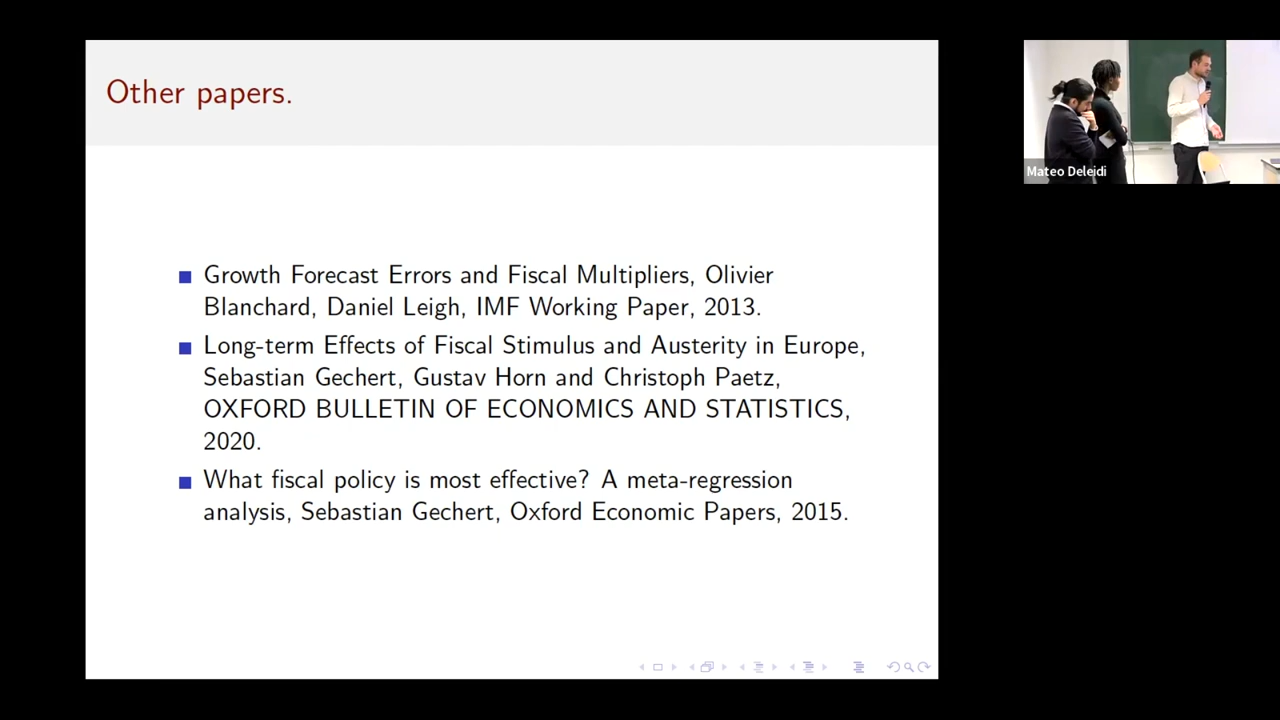 Other papers.
Mateo Deleidi
Growth Forecast Errors and Fiscal Multipliers, Olivier
Blanchard, Daniel Leigh, IMF Working Paper, 2013.
Long-term Effects of Fiscal Stimulus and Austerity in Europe,
Sebastian Gechert, Gustav Horn and Christoph Paetz,
OXFORD BULLETIN OF ECONOMICS AND STATISTICS,
2020.
What fiscal policy is most effective? A meta-regression
analysis, Sebastian Gechert, Oxford Economic Papers, 2015.